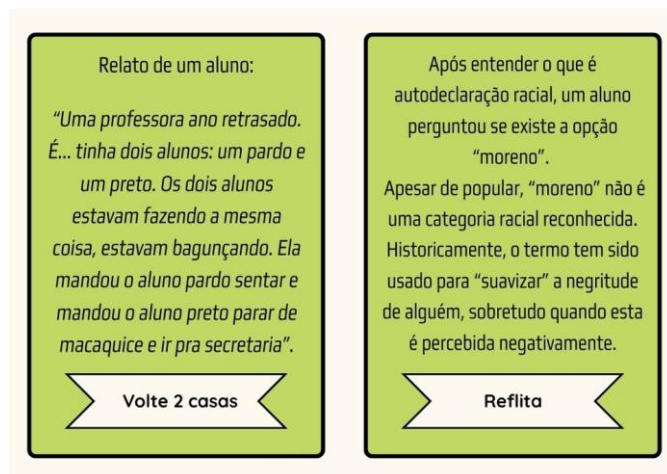 Relato de um aluno:
“Uma professora ano retrasado.
É... tinha dois alunos: um pardo e
um preto. Os dois alunos
estavam fazendo a mesma
coisa, estavam bagunçando. Ela
mandou o aluno pardo sentar e
mandou o aluno preto parar de
macaquice e ir pra secretaria”.
Volte 2 casas
Após entender o que é
autodeclaração racial, um aluno
perguntou se existe a opção
“moreno”.
Apesar de popular, “moreno” não é
uma categoria racial reconhecida.
Historicamente, o termo tem sido
usado para “suavizar” a negritude
de alguém, sobretudo quando esta
é percebida negativamente.
Reflita